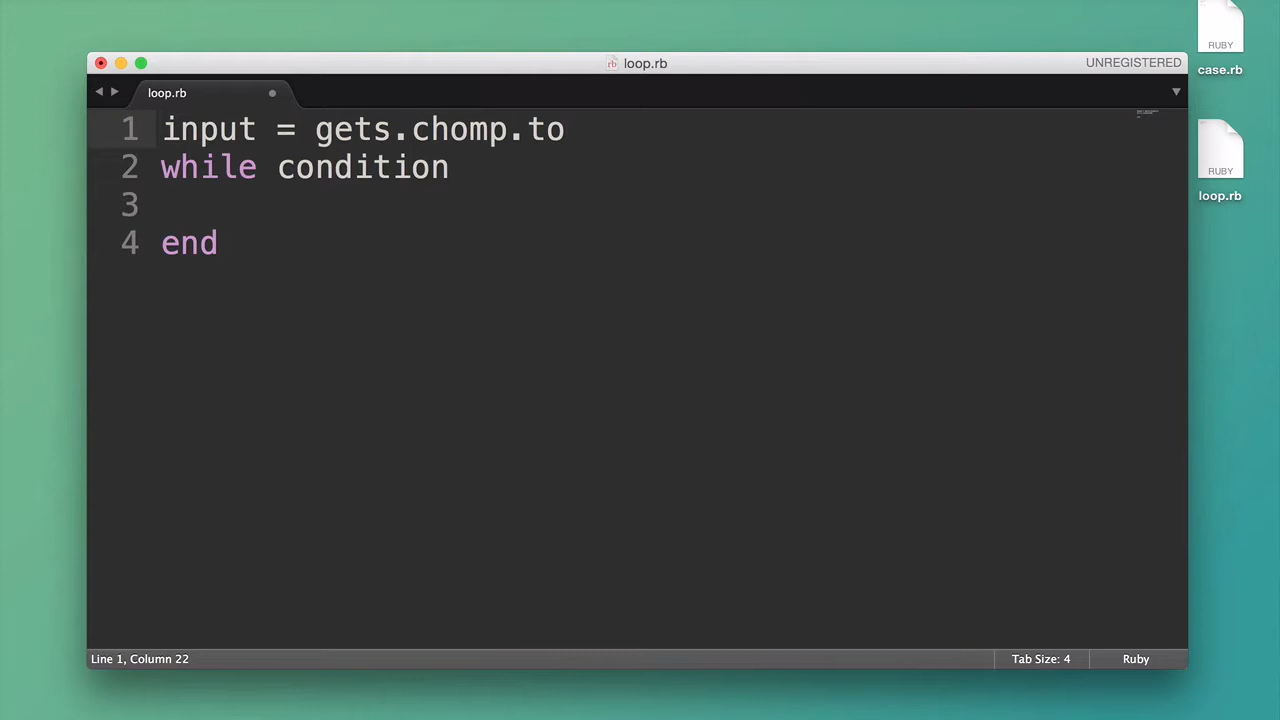 loop.rb
UNREGISTERED
loop.rb
1 input = gets.chomp.to
2 while condition
3
4 end
Line 1, Column 22
Tab Size: 4
Ruby
RUBY
case.rb
RUBY
loop.rb